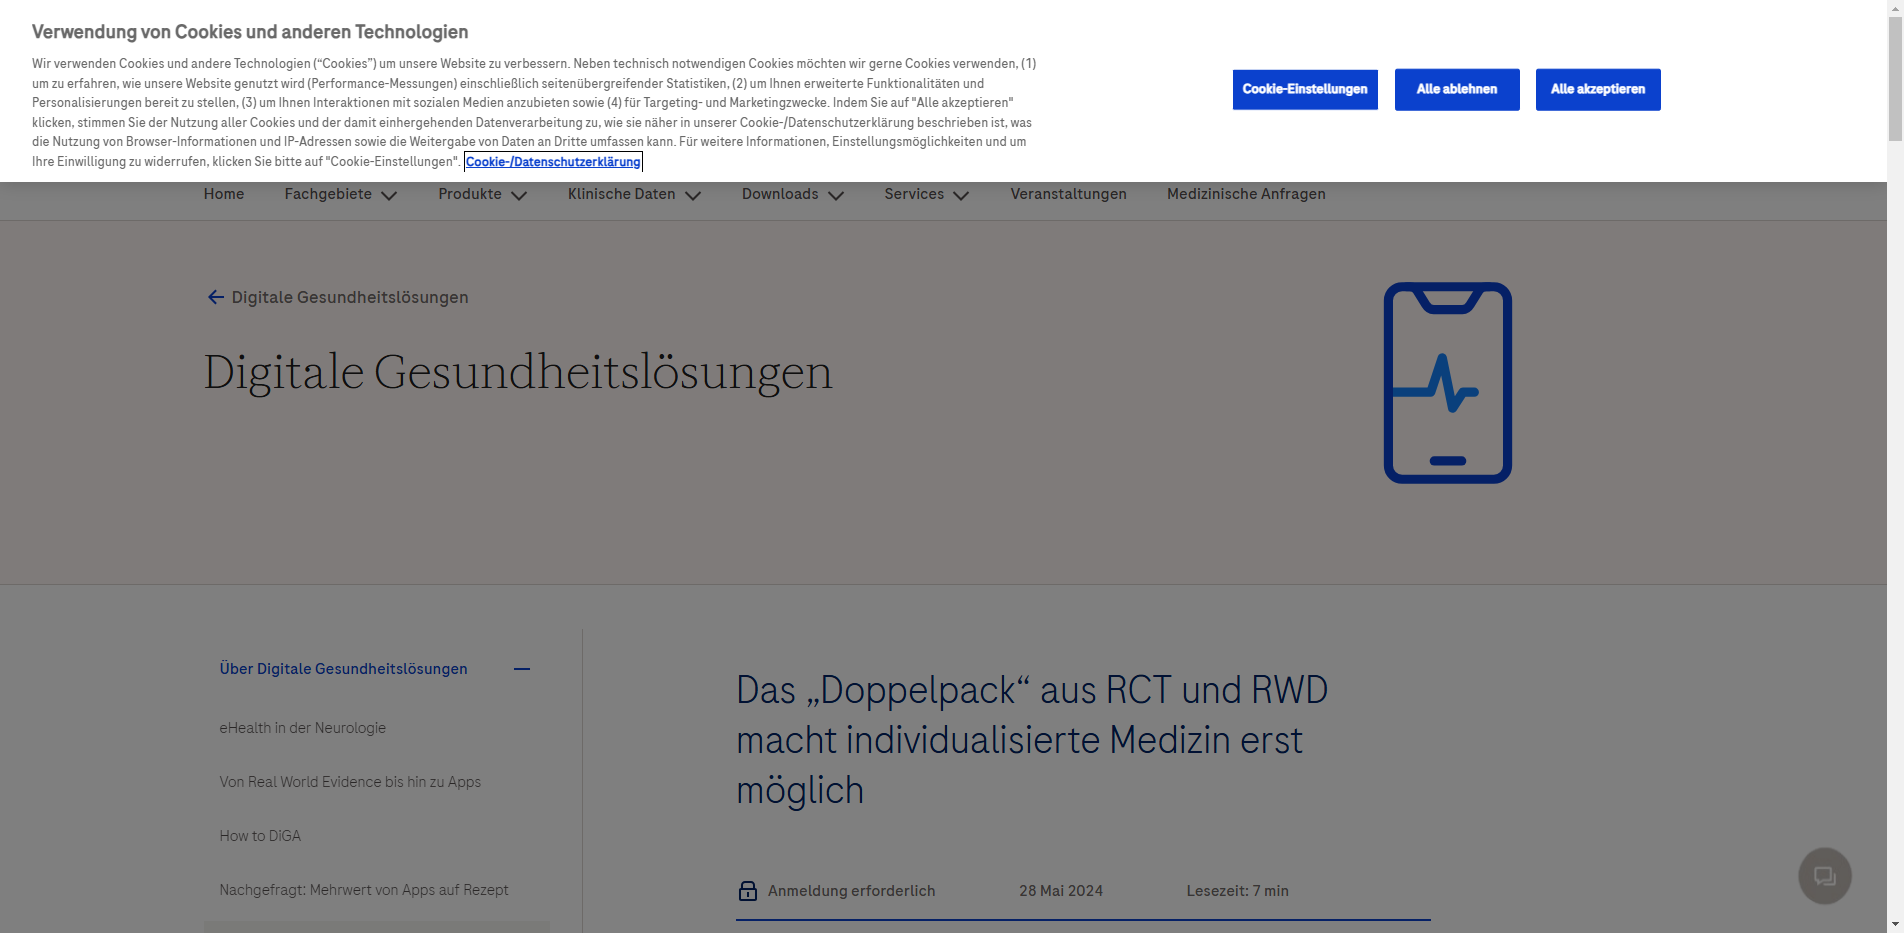 Verwendung von Cookies und anderen Technologien
Wir verwenden Cookies und andere Technologien (“Cookies”) um unsere Website zu verbessern. Neben technisch notwendigen Cookies möchten wir gerne Cookies verwenden, (1)
um zu erfahren, wie unsere Website genutzt wird (Performance-Messungen) einschließlich seitenübergreifender Statistiken, (2) um Ihnen erweiterte Funktionalitäten und
Personalisierungen bereit zu stellen, (3) um Ihnen Interaktionen mit sozialen Medien anzubieten sowie (4) für Targeting- und Marketingzwecke. Indem Sie auf "Alle akzeptieren"
klicken, stimmen Sie der Nutzung aller Cookies und der damit einhergehenden Datenverarbeitung zu, wie sie näher in unserer Cookie-/Datenschutzerklärung beschrieben ist, was
die Nutzung von Browser-Informationen und IP-Adressen sowie die Weitergabe von Daten an Dritte umfassen kann. Für weitere Informationen, Einstellungsmöglichkeiten und um
Ihre Einwilligung zu widerrufen, klicken Sie bitte auf "Cookie-Einstellungen". Cookie-/Datenschutzerklärung
Cookie-Einstellungen Alle ablehnen Alle akzeptieren
Home Fachgebiete Produkte Klinische Daten Downloads Services Veranstaltungen Medizinische Anfragen
Digitale Gesundheitslösungen
Digitale Gesundheitslösungen
Über Digitale Gesundheitslösungen
eHealth in der Neurologie
Von Real World Evidence bis hin zu Apps
How to DiGA
Nachgefragt: Mehrwert von Apps auf Rezept
Das „Doppelpack“ aus RCT und RWD
macht individualisierte Medizin erst
möglich
Anmeldung erforderlich 28 Mai 2024 Lesezeit: 7 min